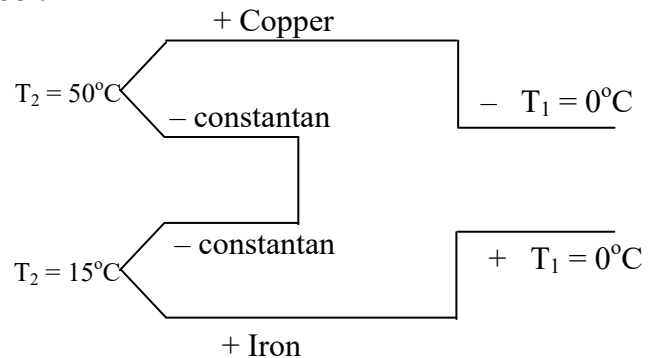 + Copper
T₂ = 50°C
– T₁ = 0°C
– constantan
– constantan
T₂ = 15°C
+ T₁ = 0°C
+ Iron